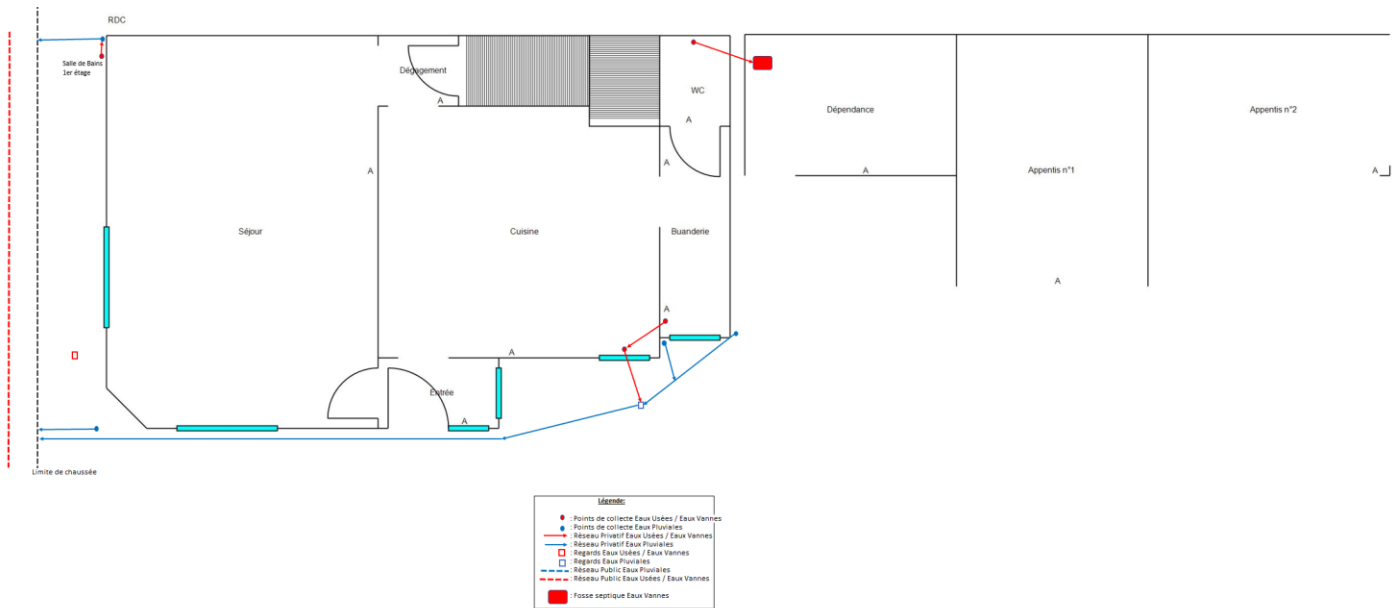 RDC
Salle de Bains
1er étage
Dégagement
A
WC
A
Dépendance
Appentis n°2
A
A
A
Appentis n°1
A
Séjour
Cuisine
Buanderie
A
A
A
Entrée
A
Limite de chaussée
Légende:
: Points de collecte Eaux Usées / Eaux Vannes
: Points de collecte Eaux Pluviales
: Réseau Privatif Eaux Usées / Eaux Vannes
: Réseau Privatif Eaux Pluviales
: Regards Eaux Usées / Eaux Vannes
: Regards Eaux Pluviales
: Réseau Public Eaux Pluviales
: Réseau Public Eaux Usées / Eaux Vannes
: Fosse septique Eaux Vannes